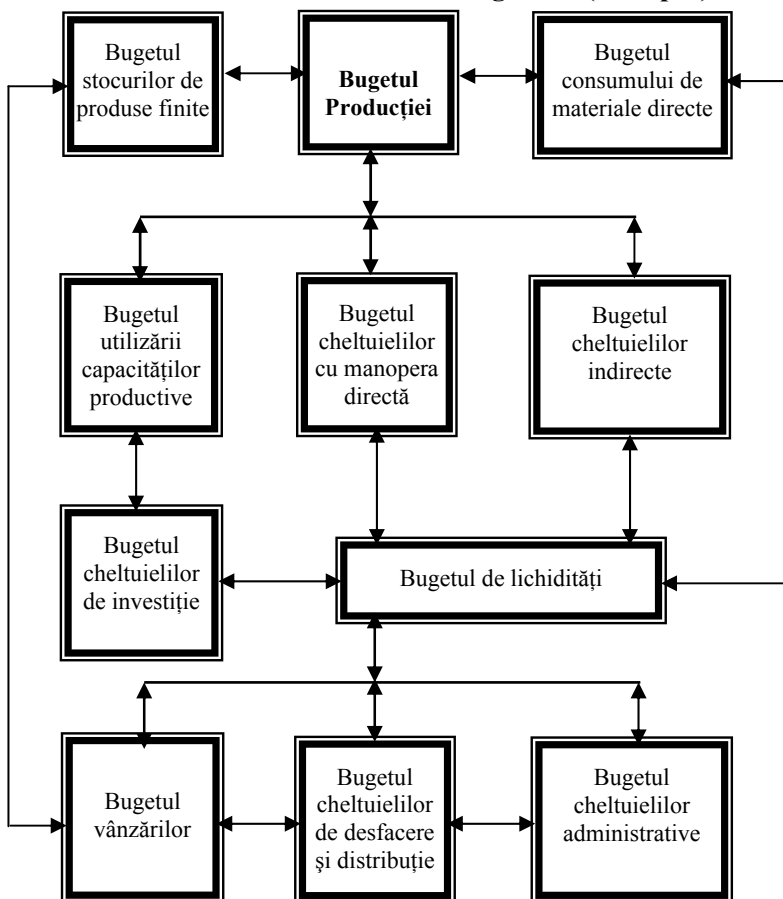 Bugetul
stocurilor de
produse finite
Bugetul
Producției
Bugetul
consumului de
materiale directe
Bugetul
utilizării
capacităților
productive
Bugetul
cheltuielilor
cu manopera
directă
Bugetul
cheltuielilor
indirecte
Bugetul
cheltuielilor
de investiție
Bugetul de lichidități
Bugetul
vânzărilor
Bugetul
cheltuielilor
de desfacere
şi distribuție
Bugetul
cheltuielilor
administrative